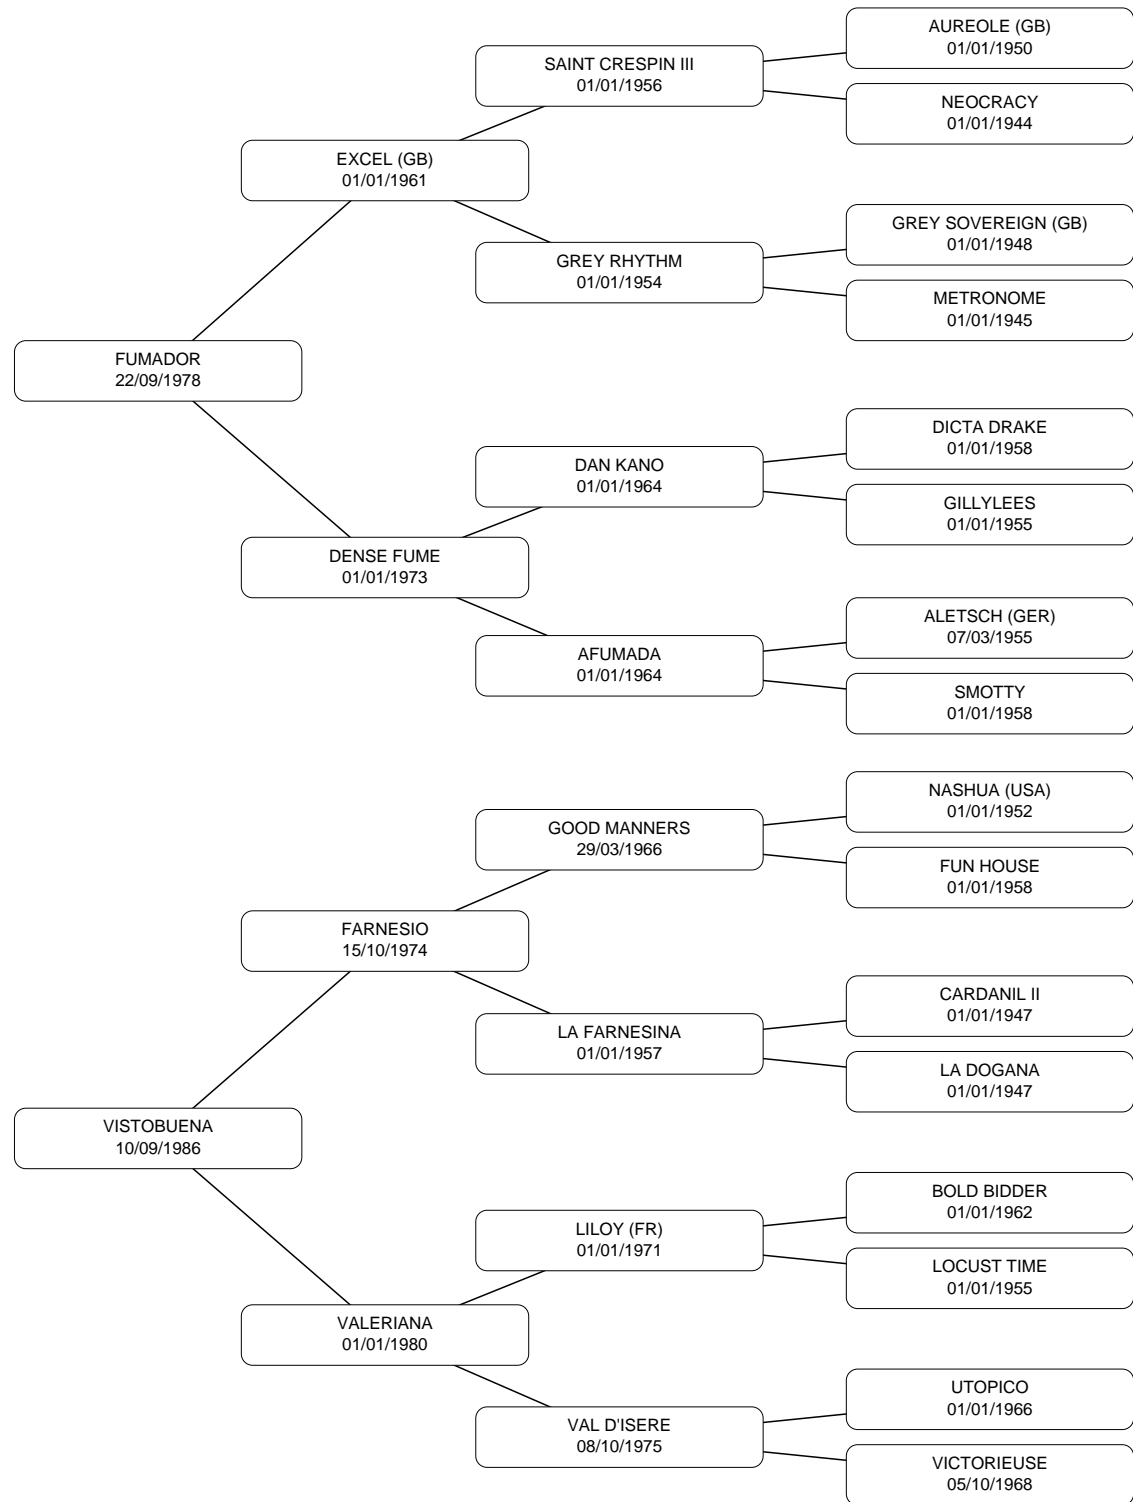 AUREOLE (GB)
01/01/1950
SAINT CRESPIN III
01/01/1956
NEOCRACY
01/01/1944
EXCEL (GB)
01/01/1961
GREY SOVEREIGN (GB)
01/01/1948
GREY RHYTHM
01/01/1954
METRONOME
01/01/1945
FUMADOR
22/09/1978
DICTA DRAKE
01/01/1958
DAN KANO
01/01/1964
GILLYLEES
01/01/1955
DENSE FUME
01/01/1973
ALETSCH (GER)
07/03/1955
AFUMADA
01/01/1964
SMOTTY
01/01/1958
NASHUA (USA)
01/01/1952
GOOD MANNERS
29/03/1966
FUN HOUSE
01/01/1958
FARNESIO
15/10/1974
CARDANIL II
01/01/1947
LA FARNESINA
01/01/1957
LA DOGANA
01/01/1947
VISTOBUENA
10/09/1986
BOLD BIDDER
01/01/1962
LILOY (FR)
01/01/1971
LOCUST TIME
01/01/1955
VALERIANA
01/01/1980
UTOPICO
01/01/1966
VAL D'ISERE
08/10/1975
VICTORIEUSE
05/10/1968